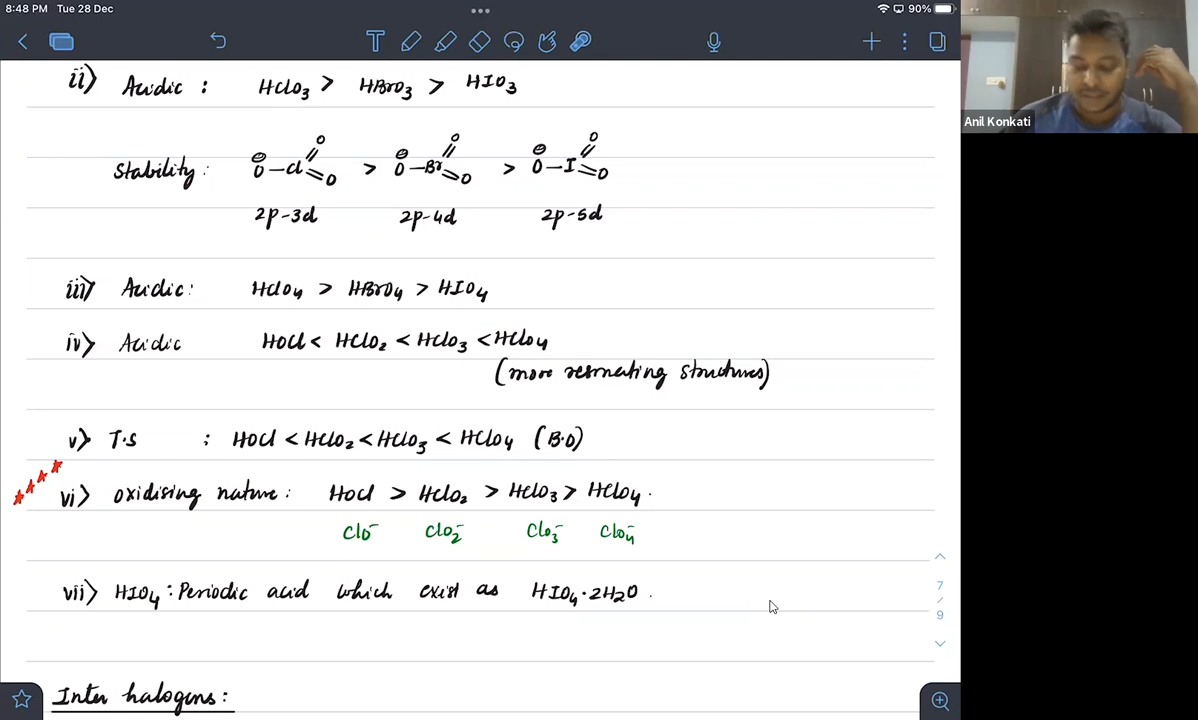 8:48 PM Tue 28 Dec
90%
Anil Konkati
ii) Acidic : HClO3 > HBrO3 > HIO3
Stability : ⊖O-Cl=O =O > ⊖O-Br=O =O > ⊖O-I=O =O
2p-3d 2p-4d 2p-5d
iii) Acidic : HClO4 > HBrO4 > HIO4
iv) Acidic HOCl < HClO2 < HClO3 < HClO4
(more resonating structures)
v) T.S : HOCl < HClO2 < HClO3 < HClO4 (B.O)
vi) oxidising nature : HOCl > HClO2 > HClO3 > HClO4.
ClO⁻ ClO2⁻ ClO3⁻ ClO4⁻
vii) HIO4 : Periodic acid which exist as HIO4·2H2O.
7
/
9
Inter halogens :